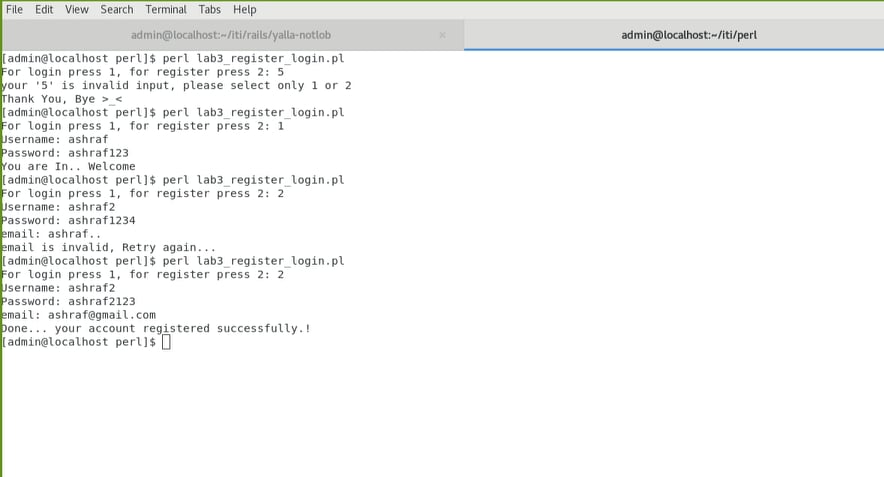 File Edit View Search Terminal Tabs Help
admin@localhost:~/iti/rails/yalla-notlob × admin@localhost:~/iti/perl
[admin@localhost perl]$ perl lab3_register_login.pl
For login press 1, for register press 2: 5
your '5' is invalid input, please select only 1 or 2
Thank You, Bye >_<
[admin@localhost perl]$ perl lab3_register_login.pl
For login press 1, for register press 2: 1
Username: ashraf
Password: ashraf123
You are In.. Welcome
[admin@localhost perl]$ perl lab3_register_login.pl
For login press 1, for register press 2: 2
Username: ashraf2
Password: ashraf1234
email: ashraf..
email is invalid, Retry again...
[admin@localhost perl]$ perl lab3_register_login.pl
For login press 1, for register press 2: 2
Username: ashraf2
Password: ashraf2123
email: ashraf@gmail.com
Done... your account registered successfully.!
[admin@localhost perl]$